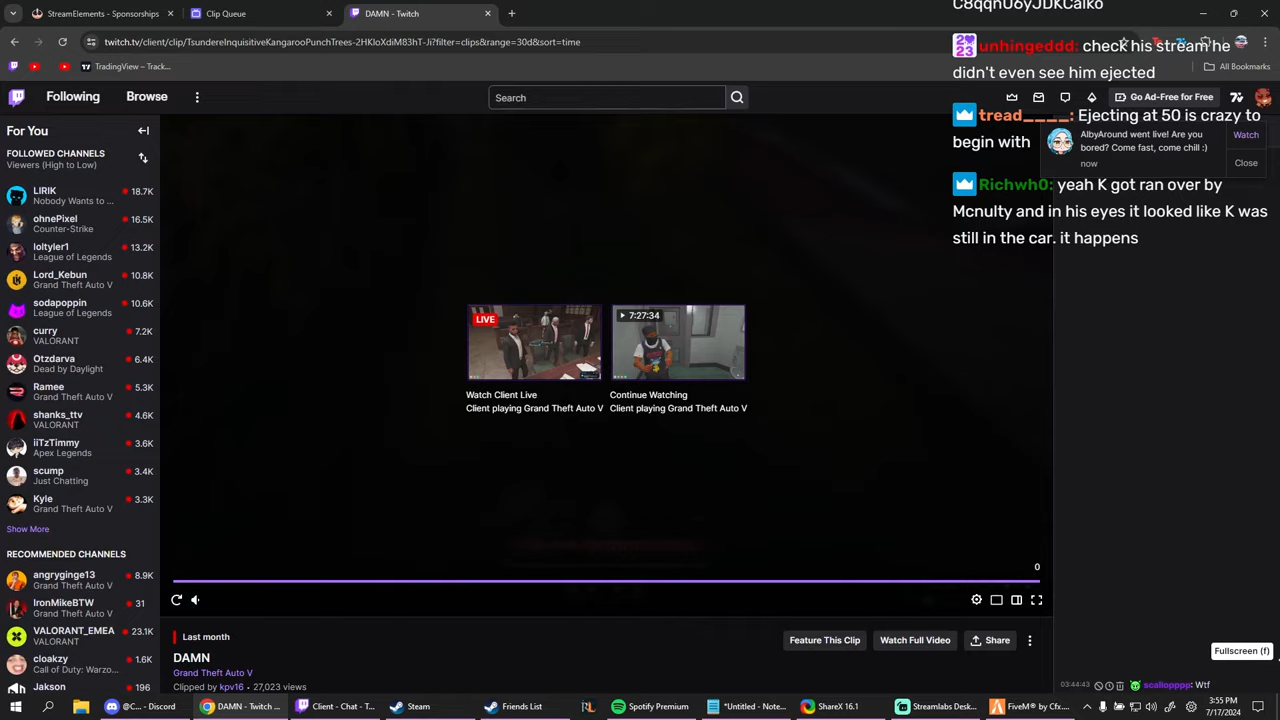 StreamElements - Sponsorships
Clip Queue
DAMN - Twitch
twitch.tv/client/clip/TsundereInquisitiveKangarooPunchTrees-2HKIoXdiM83hT-Ji?filter=clips&range=30d&sort=time
TradingView – Track...
All Bookmarks
Following
Browse
Search
Go Ad-Free for Free
C8qqnU6yJDKCalko
unhingeddd: check his stream he
didn't even see him ejected
tread____: Ejecting at 50 is crazy to
begin with
Richwh0: yeah K got ran over by
Mcnulty and in his eyes it looked like K was
still in the car. it happens
AlbyAround went live! Are you
bored? Come fast, come chill :)
now
Watch
Close
For You
FOLLOWED CHANNELS
Viewers (High to Low)
LIRIK
18.7K
Nobody Wants to ...
ohnePixel
16.5K
Counter-Strike
loltyler1
13.2K
League of Legends
Lord_Kebun
10.8K
Grand Theft Auto V
sodapoppin
10.6K
League of Legends
curry
7.2K
VALORANT
Otzdarva
6.4K
Dead by Daylight
Ramee
5.3K
Grand Theft Auto V
shanks_ttv
4.6K
VALORANT
iiTzTimmy
3.6K
Apex Legends
scump
3.4K
Just Chatting
Kyle
3.3K
Grand Theft Auto V
Show More
RECOMMENDED CHANNELS
angryginge13
8.9K
Grand Theft Auto V
IronMikeBTW
31
Grand Theft Auto V
VALORANT_EMEA
23.1K
VALORANT
cloakzy
1.6K
Call of Duty: Warzo...
Jakson
196
LIVE
7:27:34
Watch Client Live
Client playing Grand Theft Auto V
Continue Watching
Client playing Grand Theft Auto V
0
Last month
DAMN
Grand Theft Auto V
Clipped by kpv16 • 27,023 views
Feature This Clip
Watch Full Video
Share
Fullscreen (f)
03:44:43
scallopppp: Wtf
@C... - Discord
DAMN - Twitch ...
Client - Chat - T...
Steam
Friends List
Spotify Premium
*Untitled - Note...
ShareX 16.1
Streamlabs Desk...
FiveM® by Cfx...
3:55 PM
7/17/2024